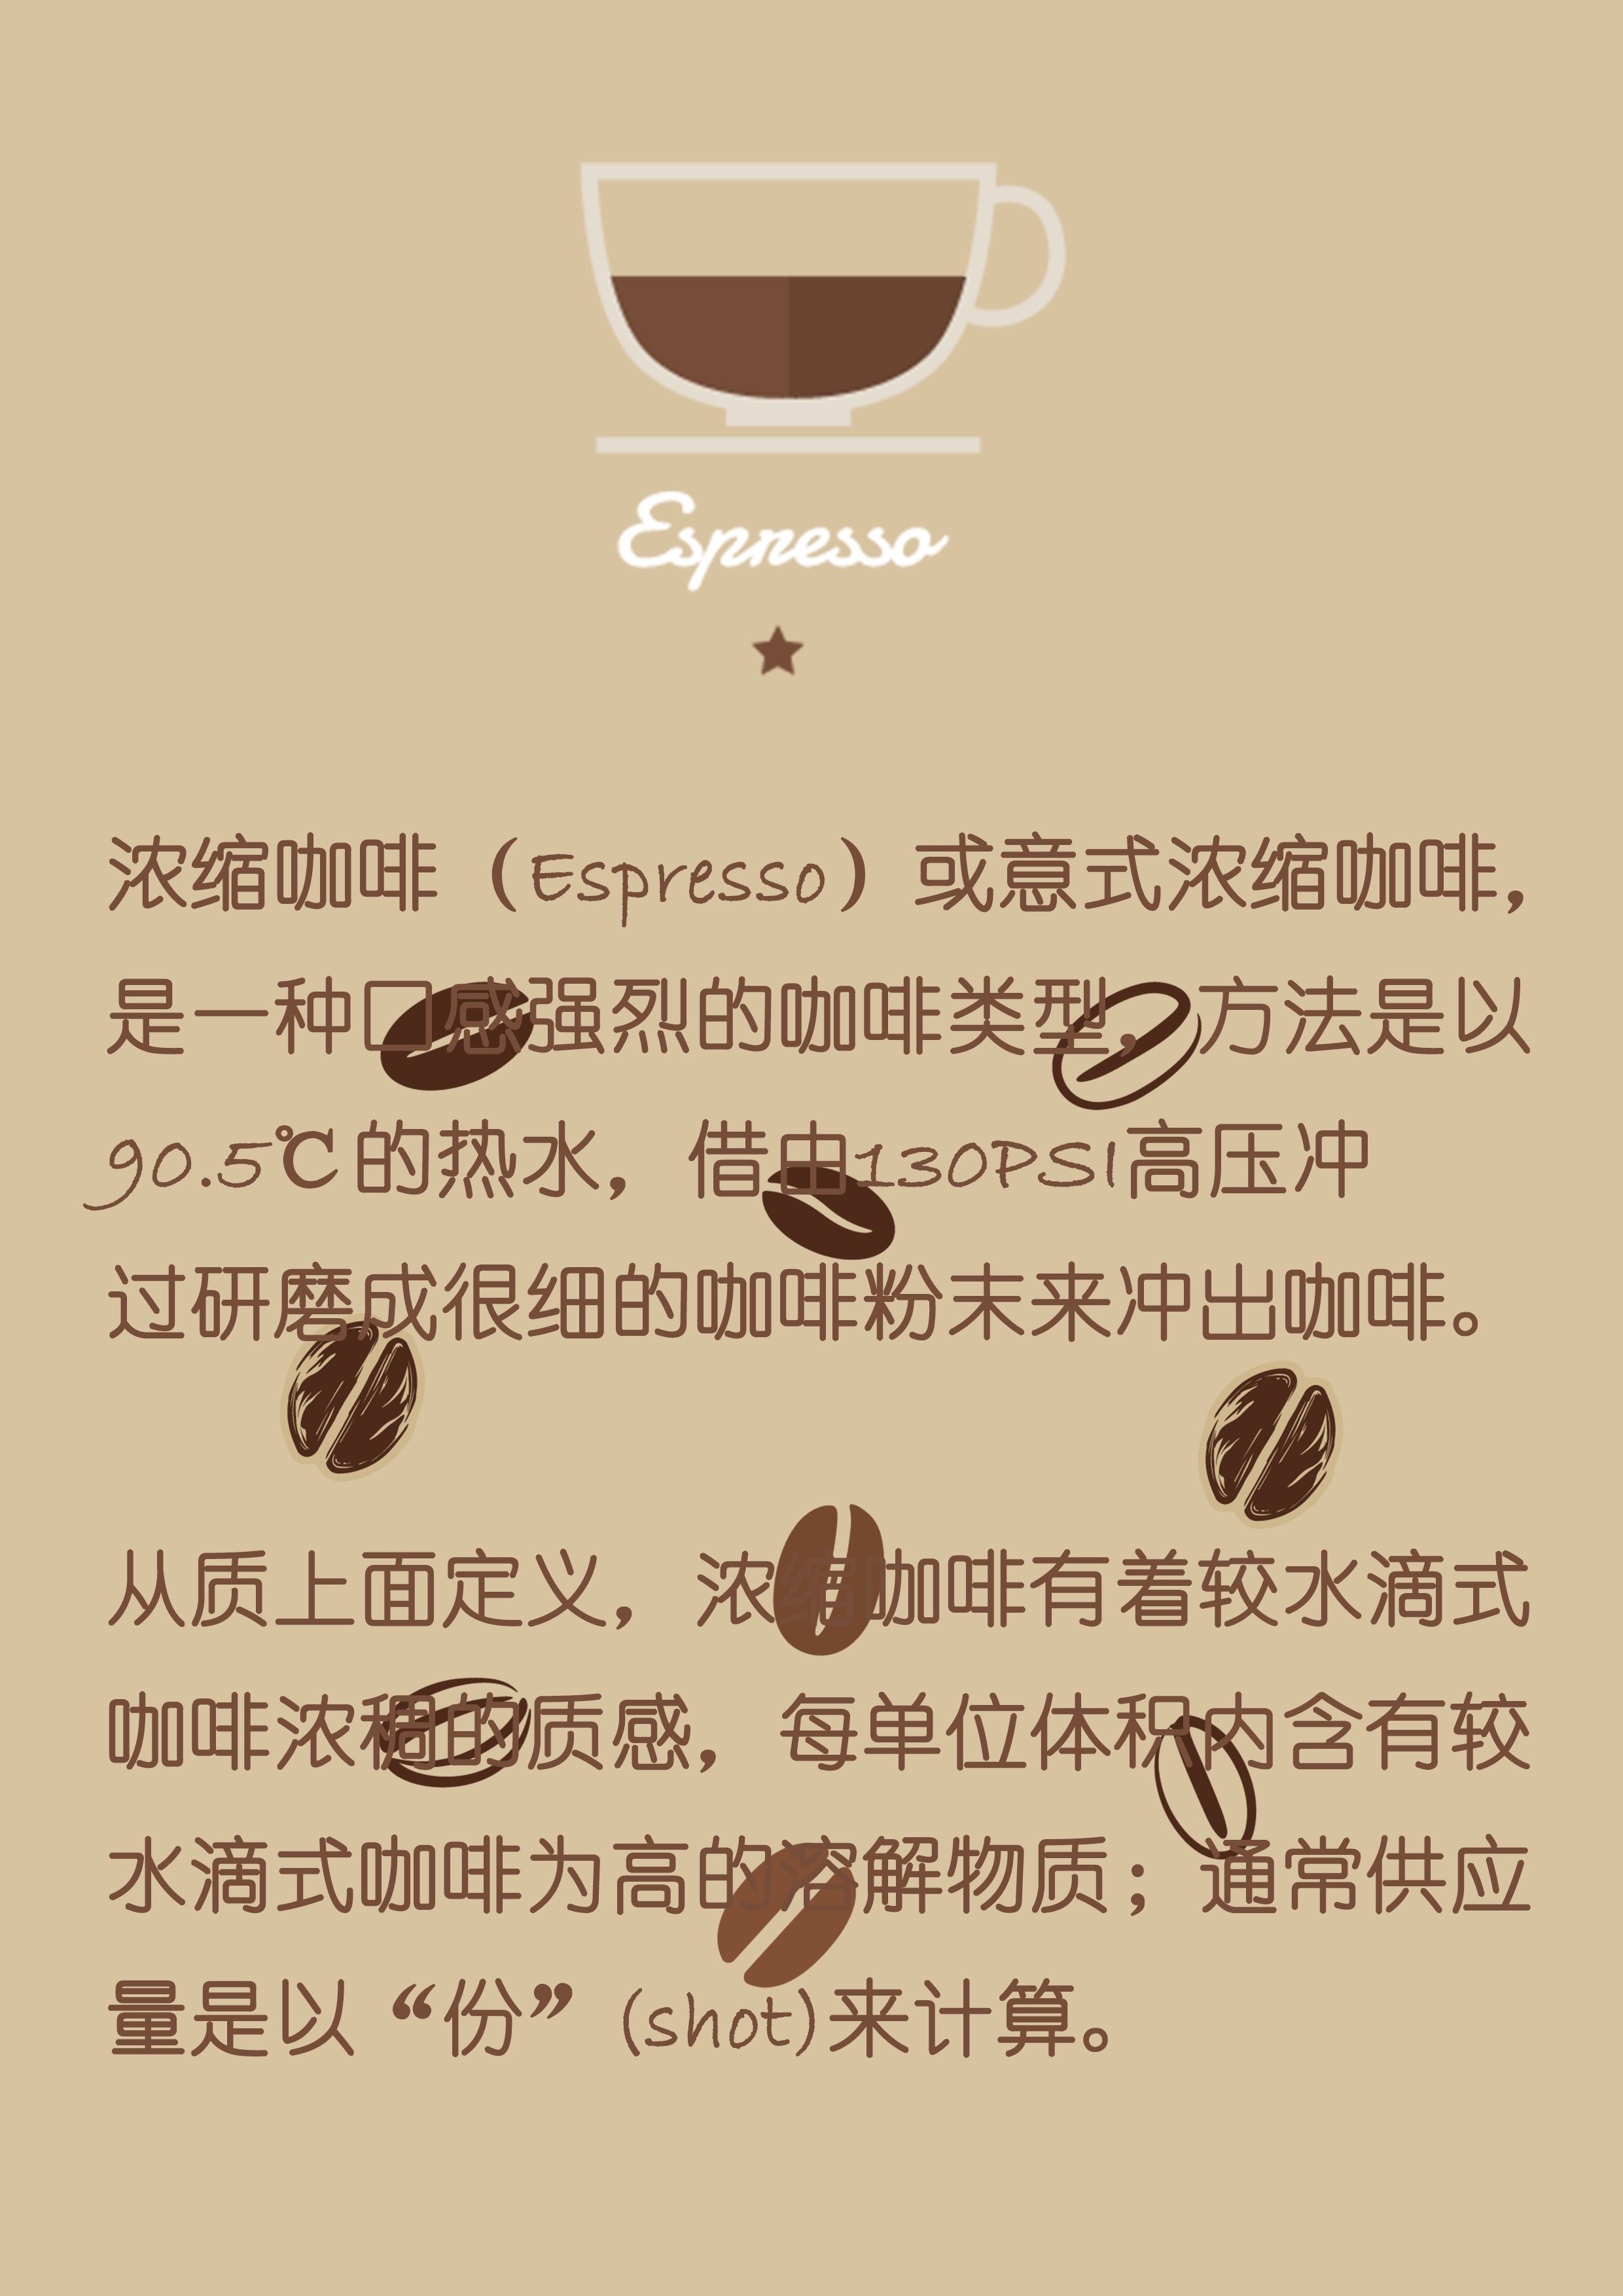 Espresso
浓缩咖啡（Espresso）或意式浓缩咖啡，
是一种口感强烈的咖啡类型，方法是以
90.5℃的热水，借由130PSI高压冲
过研磨成很细的咖啡粉末来冲出咖啡。
从质上面定义，浓缩咖啡有着较水滴式
咖啡浓稠的质感，每单位体积内含有较
水滴式咖啡为高的溶解物质；通常供应
量是以“份”(shot)来计算。